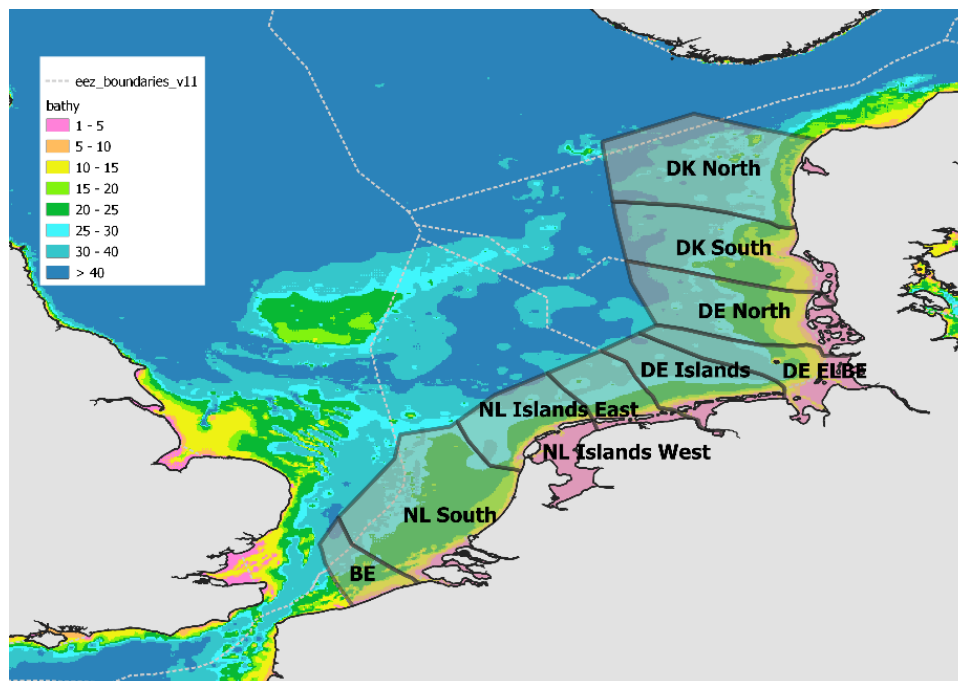 eez_boundaries_v11
bathy
1 - 5
5 - 10
10 - 15
15 - 20
20 - 25
25 - 30
30 - 40
> 40
DK North
DK South
DE North
DE Islands
DE ELBE
NL Islands East
NL Islands West
NL South
BE